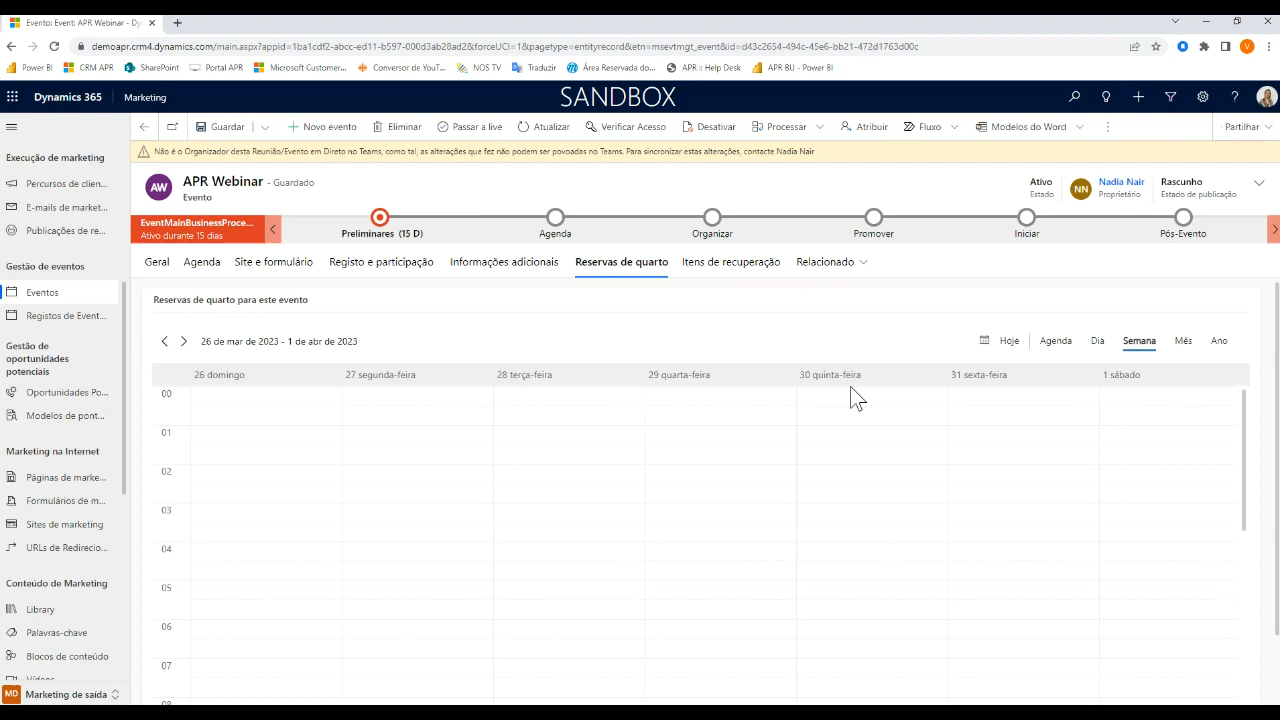 Evento: Event: APR Webinar - Dy
demoapr.crm4.dynamics.com/main.aspx?appid=1ba1cdf2-abcc-ed11-b597-000d3ab28ad2&forceUCI=1&pagetype=entityrecord&etn=msevtmgt_event&id=d43c2654-494c-4b66-bb21-472d1763d00c
Power BI CRM APR SharePoint Portal APR Microsoft Customer... Conversor de YouT... NOS TV Traduzir Área Reservada do... APR :: Help Desk APR BU - Power BI
Dynamics 365 Marketing SANDBOX
Guardar Novo evento Eliminar Passar a live Atualizar Verificar Acesso Desativar Processar Atribuir Fluxo Modelos do Word Partilhar
Não é o Organizador desta Reunião/Evento em Direto no Teams, como tal, as alterações que fez não podem ser povoadas no Teams. Para sincronizar estas alterações, contacte Nadia Nair
Execução de marketing
Percursos de clien...
E-mails de market...
Publicações de re...
Gestão de eventos
Eventos
Registos de Event...
Gestão de
oportunidades
potenciais
Oportunidades Po...
Modelos de pont...
Marketing na Internet
Páginas de marke...
Formulários de m...
Sites de marketing
URLs de Redirecio...
Conteúdo de Marketing
Library
Palavras-chave
Blocos de conteúdo
Vídeos
MD Marketing de saída
AW APR Webinar - Guardado
Evento
Ativo
Estado
NN Nadia Nair
Proprietário
Rascunho
Estado de publicação
EventMainBusinessProce...
Ativo durante 15 dias
Preliminares (15 D) Agenda Organizar Promover Iniciar Pós-Evento
Geral Agenda Site e formulário Registo e participação Informações adicionais Reservas de quarto Itens de recuperação Relacionado
Reservas de quarto para este evento
26 de mar de 2023 - 1 de abr de 2023 Hoje Agenda Dia Semana Mês Ano
26 domingo 27 segunda-feira 28 terça-feira 29 quarta-feira 30 quinta-feira 31 sexta-feira 1 sábado
00
01
02
03
04
05
06
07
08